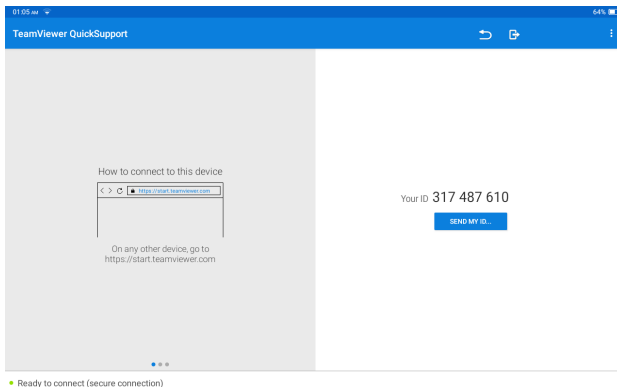 01:05 AM
64%
TeamViewer QuickSupport
How to connect to this device
https://start.teamviewer.com
On any other device, go to
https://start.teamviewer.com
Your ID 317 487 610
SEND MY ID...
Ready to connect (secure connection)